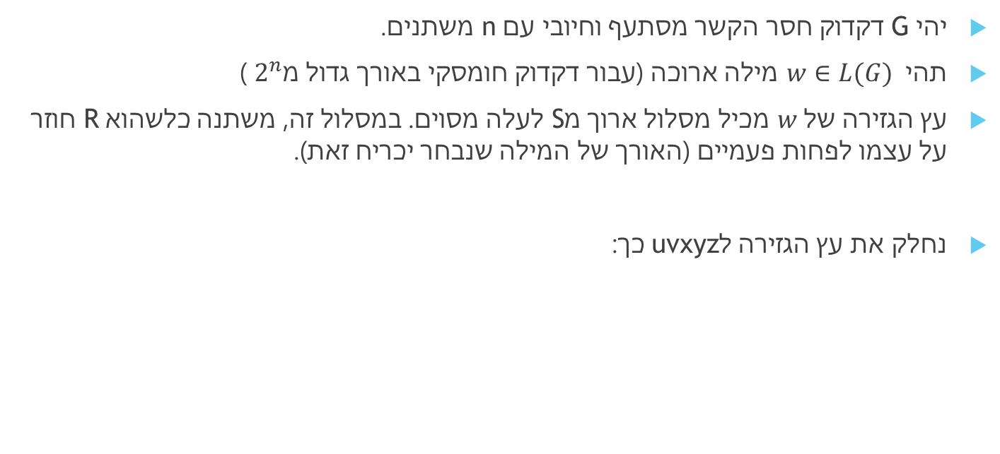 יהי G דקדוק חסר הקשר מסתעף וחיובי עם n משתנים.
תהי w ∈ L(G) מילה ארוכה (עבור דקדוק חומסקי באורך גדול מ2ⁿ )
עץ הגזירה של w מכיל מסלול ארוך מS לעלה מסוים. במסלול זה, משתנה כלשהוא R חוזר
על עצמו לפחות פעמיים (האורך של המילה שנבחר יכריח זאת).
נחלק את עץ הגזירה לuvxyz כך: